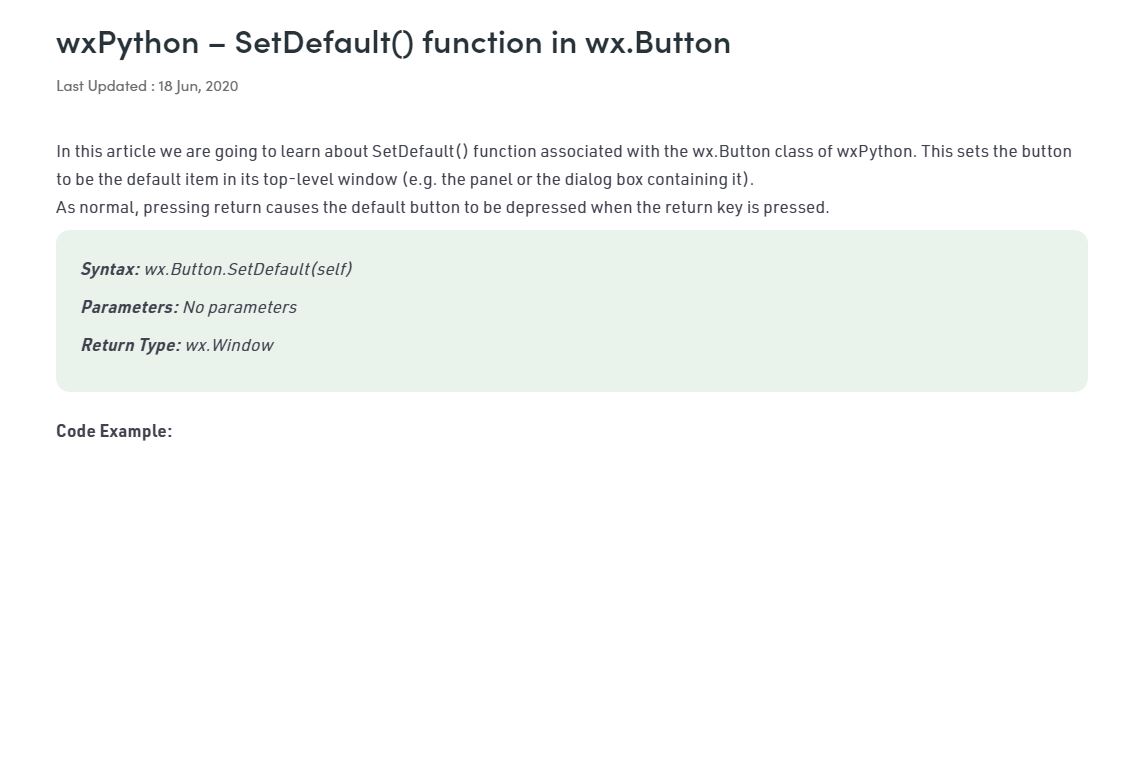 wxPython – SetDefault() function in wx.Button
Last Updated : 18 Jun, 2020
In this article we are going to learn about SetDefault() function associated with the wx.Button class of wxPython. This sets the button
to be the default item in its top-level window (e.g. the panel or the dialog box containing it).
As normal, pressing return causes the default button to be depressed when the return key is pressed.
Syntax: wx.Button.SetDefault(self)
Parameters: No parameters
Return Type: wx.Window
Code Example: